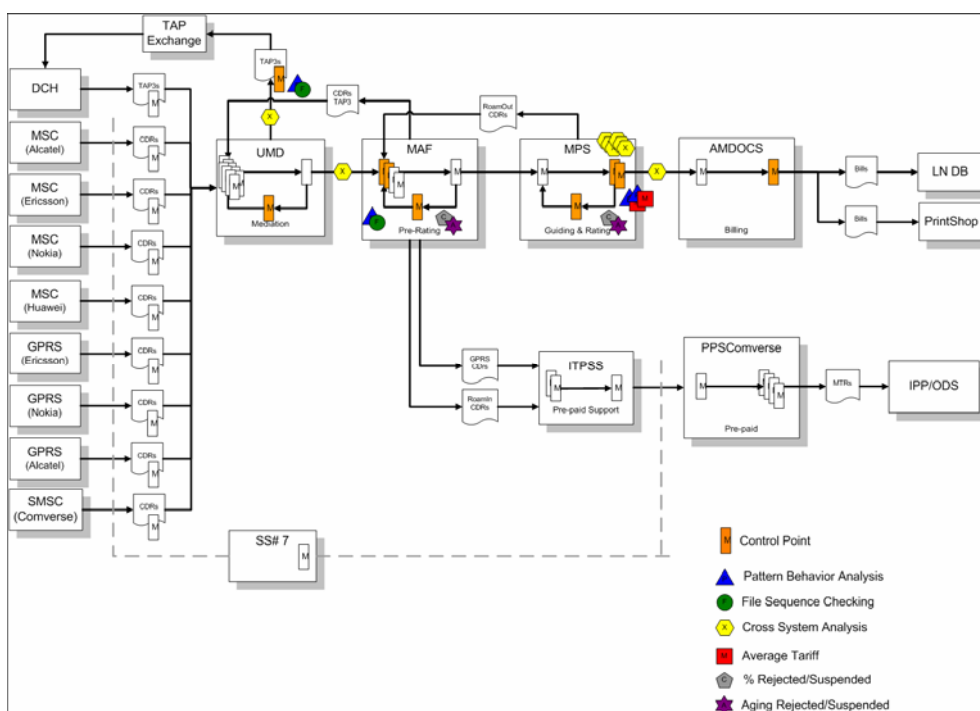 TAP
Exchange
DCH
TAP3s
M
TAP3s
M
F
CDRs
TAP3
RoamOut
CDRs
MSC
(Alcatel)
CDRs
M
X
UMD
M
M
Mediation
X
MAF
M
M
M
M
Pre-Rating
F
C
MPS
X
M
M
M
M
Guiding & Rating
C
M
X
AMDOCS
M
M
Billing
Bills
LN DB
Bills
PrintShop
MSC
(Ericsson)
CDRs
M
MSC
(Nokia)
CDRs
M
MSC
(Huawei)
CDRs
M
GPRS
(Ericsson)
CDRs
M
GPRS
(Nokia)
CDRs
M
GPRS
(Alcatel)
CDRs
M
SMSC
(Comverse)
CDRs
M
GPRS
CDrs
RoamIn
CDRs
ITPSS
M
M
Pre-paid Support
PPSComverse
M
M
Pre-paid
MTRs
IPP/ODS
SS# 7
M
M Control Point
Pattern Behavior Analysis
F File Sequence Checking
X Cross System Analysis
M Average Tariff
C % Rejected/Suspended
Aging Rejected/Suspended